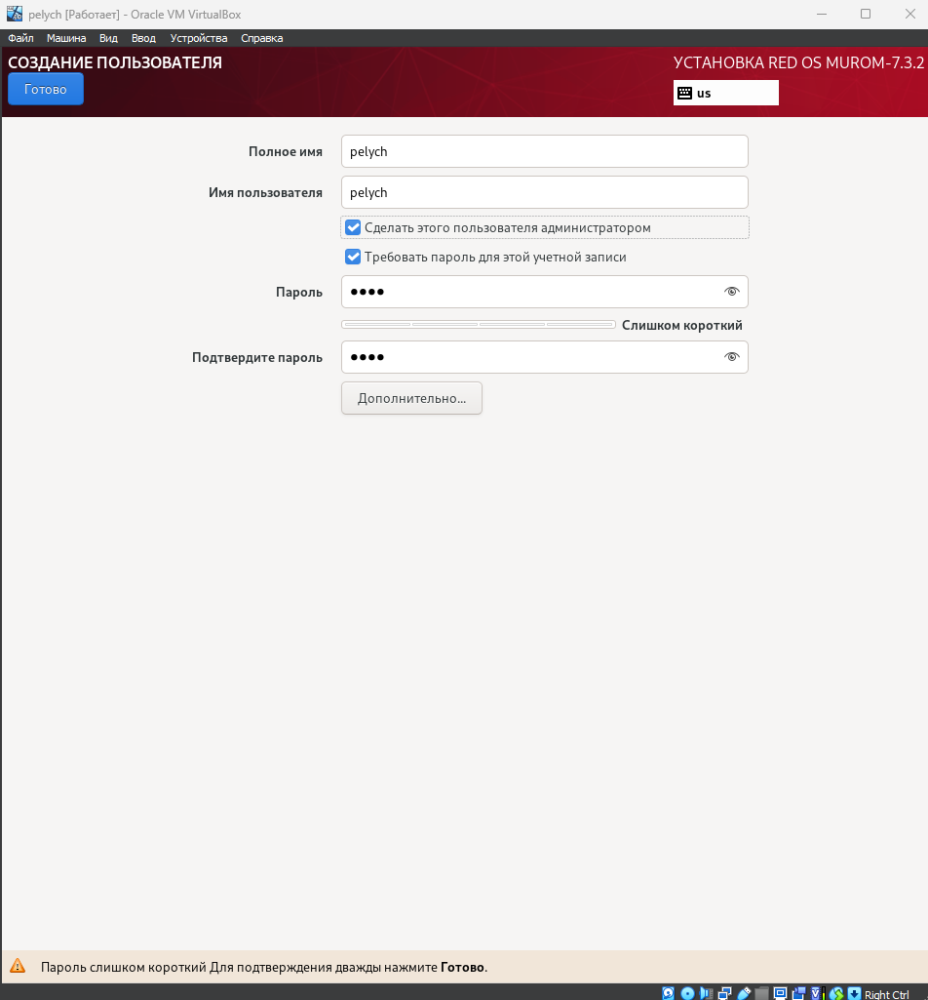 pelych [Работает] - Oracle VM VirtualBox
Файл Машина Вид Ввод Устройства Справка
СОЗДАНИЕ ПОЛЬЗОВАТЕЛЯ
УСТАНОВКА RED OS MUROM-7.3.2
Готово
us
Полное имя
pelych
Имя пользователя
pelych
Сделать этого пользователя администратором
Требовать пароль для этой учетной записи
Пароль
●●●●
Слишком короткий
Подтвердите пароль
●●●●
Дополнительно...
Пароль слишком короткий Для подтверждения дважды нажмите Готово.
Right Ctrl